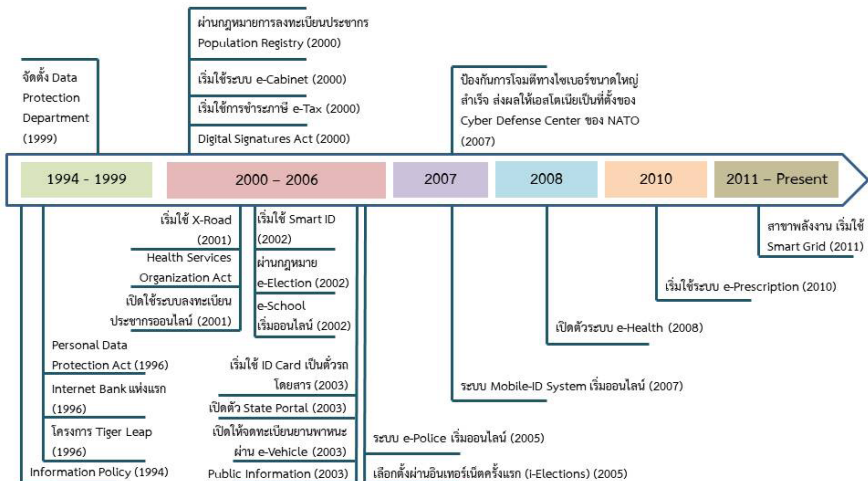 ผ่านกฎหมายการลงทะเบียนประชากร
Population Registry (2000)
จัดตั้ง Data
Protection
Department
(1999)
เริ่มใช้ระบบ e-Cabinet (2000)
เริ่มใช้การชำระภาษี e-Tax (2000)
Digital Signatures Act (2000)
ป้องกันการโจมตีทางไซเบอร์ขนาดใหญ่
สำเร็จ ส่งผลให้เอสโตเนียเป็นที่ตั้งของ
Cyber Defense Center ของ NATO
(2007)
1994 - 1999
2000 – 2006
2007
2008
2010
2011 – Present
เริ่มใช้ X-Road
(2001)
Health Services
Organization Act
เปิดใช้ระบบลงทะเบียน
ประชากรออนไลน์ (2001)
เริ่มใช้ Smart ID
(2002)
ผ่านกฎหมาย
e-Election (2002)
e-School
เริ่มออนไลน์ (2002)
สาขาพลังงาน เริ่มใช้
Smart Grid (2011)
เริ่มใช้ระบบ e-Prescription (2010)
เปิดตัวระบบ e-Health (2008)
ระบบ Mobile-ID System เริ่มออนไลน์ (2007)
Personal Data
Protection Act (1996)
Internet Bank แห่งแรก
(1996)
โครงการ Tiger Leap
(1996)
Information Policy (1994)
เริ่มใช้ ID Card เป็นตั๋วรถ
โดยสาร (2003)
เปิดตัว State Portal (2003)
เปิดให้จดทะเบียนยานพาหนะ
ผ่าน e-Vehicle (2003)
Public Information (2003)
ระบบ e-Police เริ่มออนไลน์ (2005)
เลือกตั้งผ่านอินเทอร์เน็ตครั้งแรก (i-Elections) (2005)